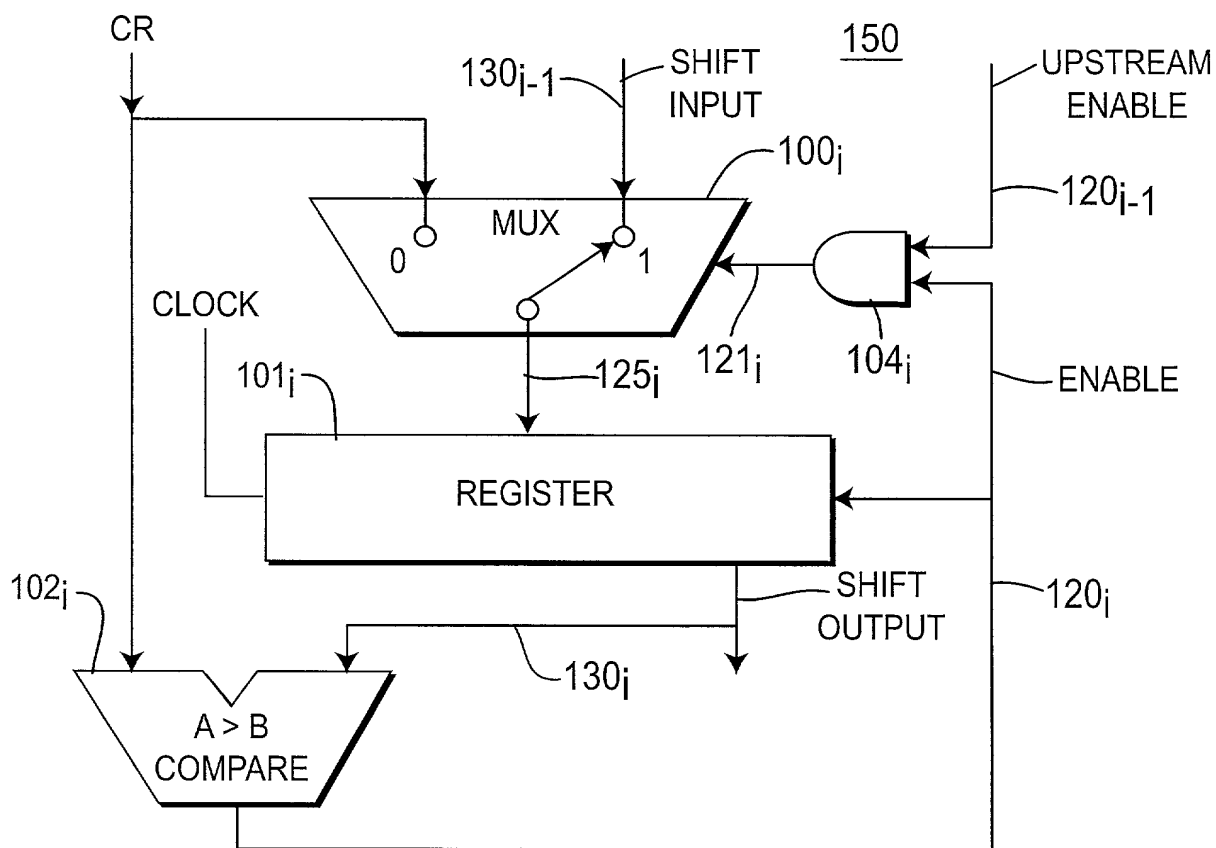 CR
150
130i-1
SHIFT
INPUT
UPSTREAM
ENABLE
100i
120i-1
MUX
0
1
CLOCK
121i
104i
125i
101i
ENABLE
REGISTER
102i
SHIFT
OUTPUT
120i
130i
A > B
COMPARE